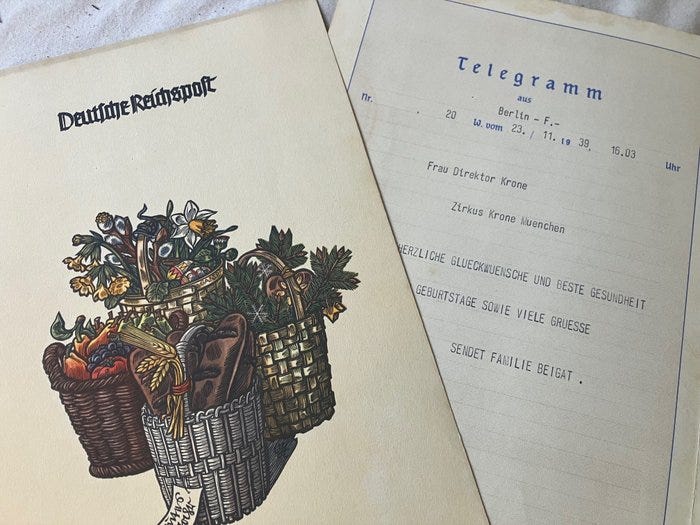 Deutsche Reichspost
Telegramm
aus
Berlin - F.-
Nr. 20 W. vom 23. / 11. 19 39, 16.03 Uhr
Frau Direktor Krone
Zirkus Krone Muenchen
HERZLICHE GLUECKWUENSCHE UND BESTE GESUNDHEIT
GEBURTSTAGE SOWIE VIELE GRUESSE
SENDET FAMILIE BEIGAT .